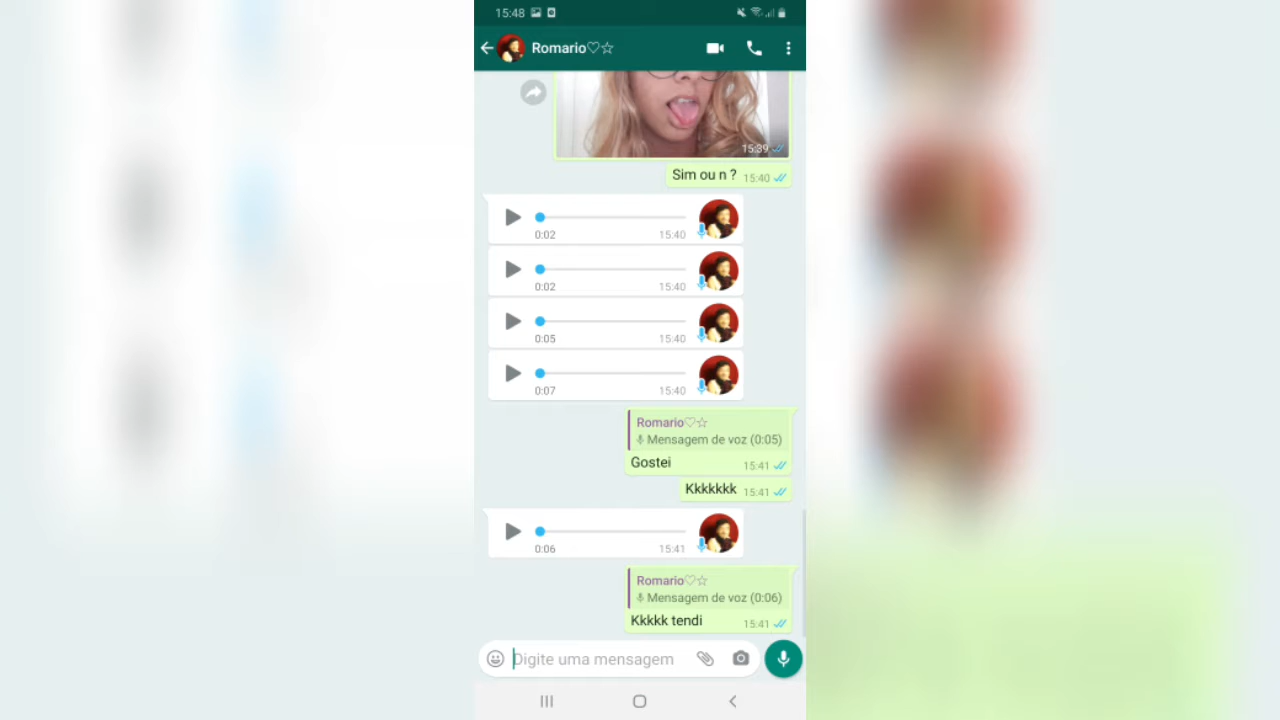 15:48
Romario♡☆
15:39
Sim ou n ? 15:40
0:02 15:40
0:02 15:40
0:05 15:40
0:07 15:40
Romario♡☆
Mensagem de voz (0:05)
Gostei 15:41
Kkkkkkk 15:41
0:06 15:41
Romario♡☆
Mensagem de voz (0:06)
Kkkkk tendi 15:41
Digite uma mensagem